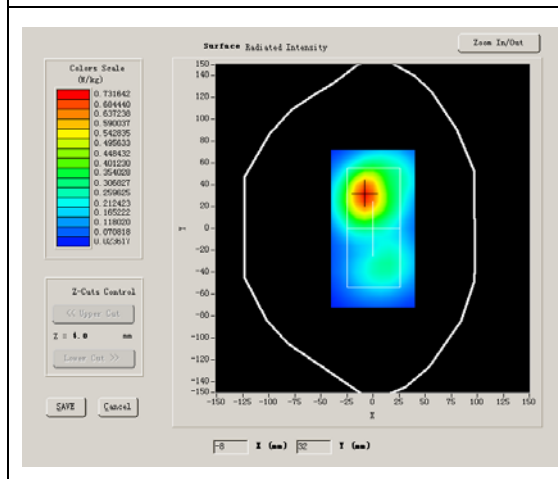 Surface Radiated Intensity
Zoom In/Out
Colors Scale
(W/kg)
0.731642
0.684440
0.637238
0.590037
0.542835
0.495633
0.448432
0.401230
0.354028
0.306827
0.259625
0.212423
0.165222
0.118020
0.070818
0.023617
150
140
120
100
80
60
40
20
0
-20
-40
-60
-80
-100
-120
-140
-150
Y
-150 -125 -100 -75 -50 -25 0 25 50 75 100 125 150
X
Z-Cuts Control
<< Upper Cut
Z = 4.0 mm
Lower Cut >>
SAVE Cancel
-8 X (mm) 32 Y (mm)